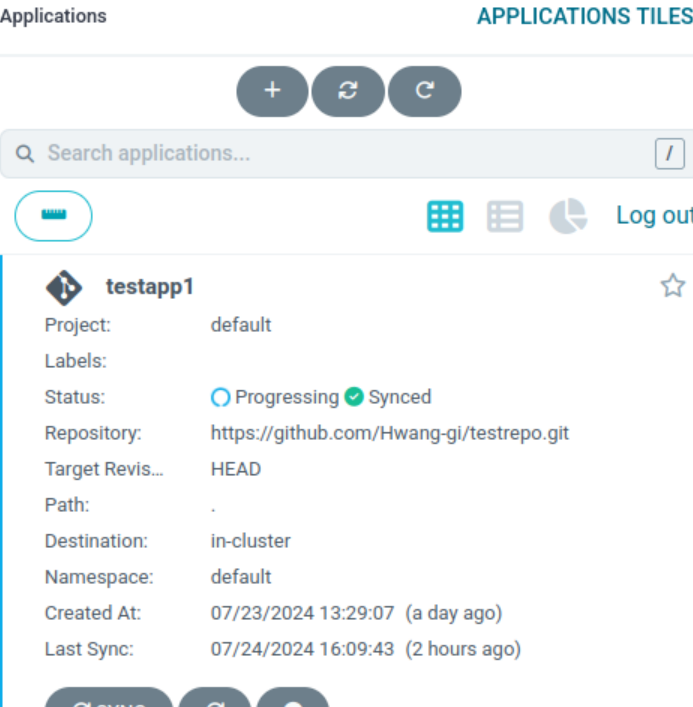 Applications APPLICATIONS TILES
Search applications... /
Log out
testapp1
Project: default
Labels:
Status: Progressing Synced
Repository: https://github.com/Hwang-gi/testrepo.git
Target Revis... HEAD
Path: .
Destination: in-cluster
Namespace: default
Created At: 07/23/2024 13:29:07 (a day ago)
Last Sync: 07/24/2024 16:09:43 (2 hours ago)
SYNC